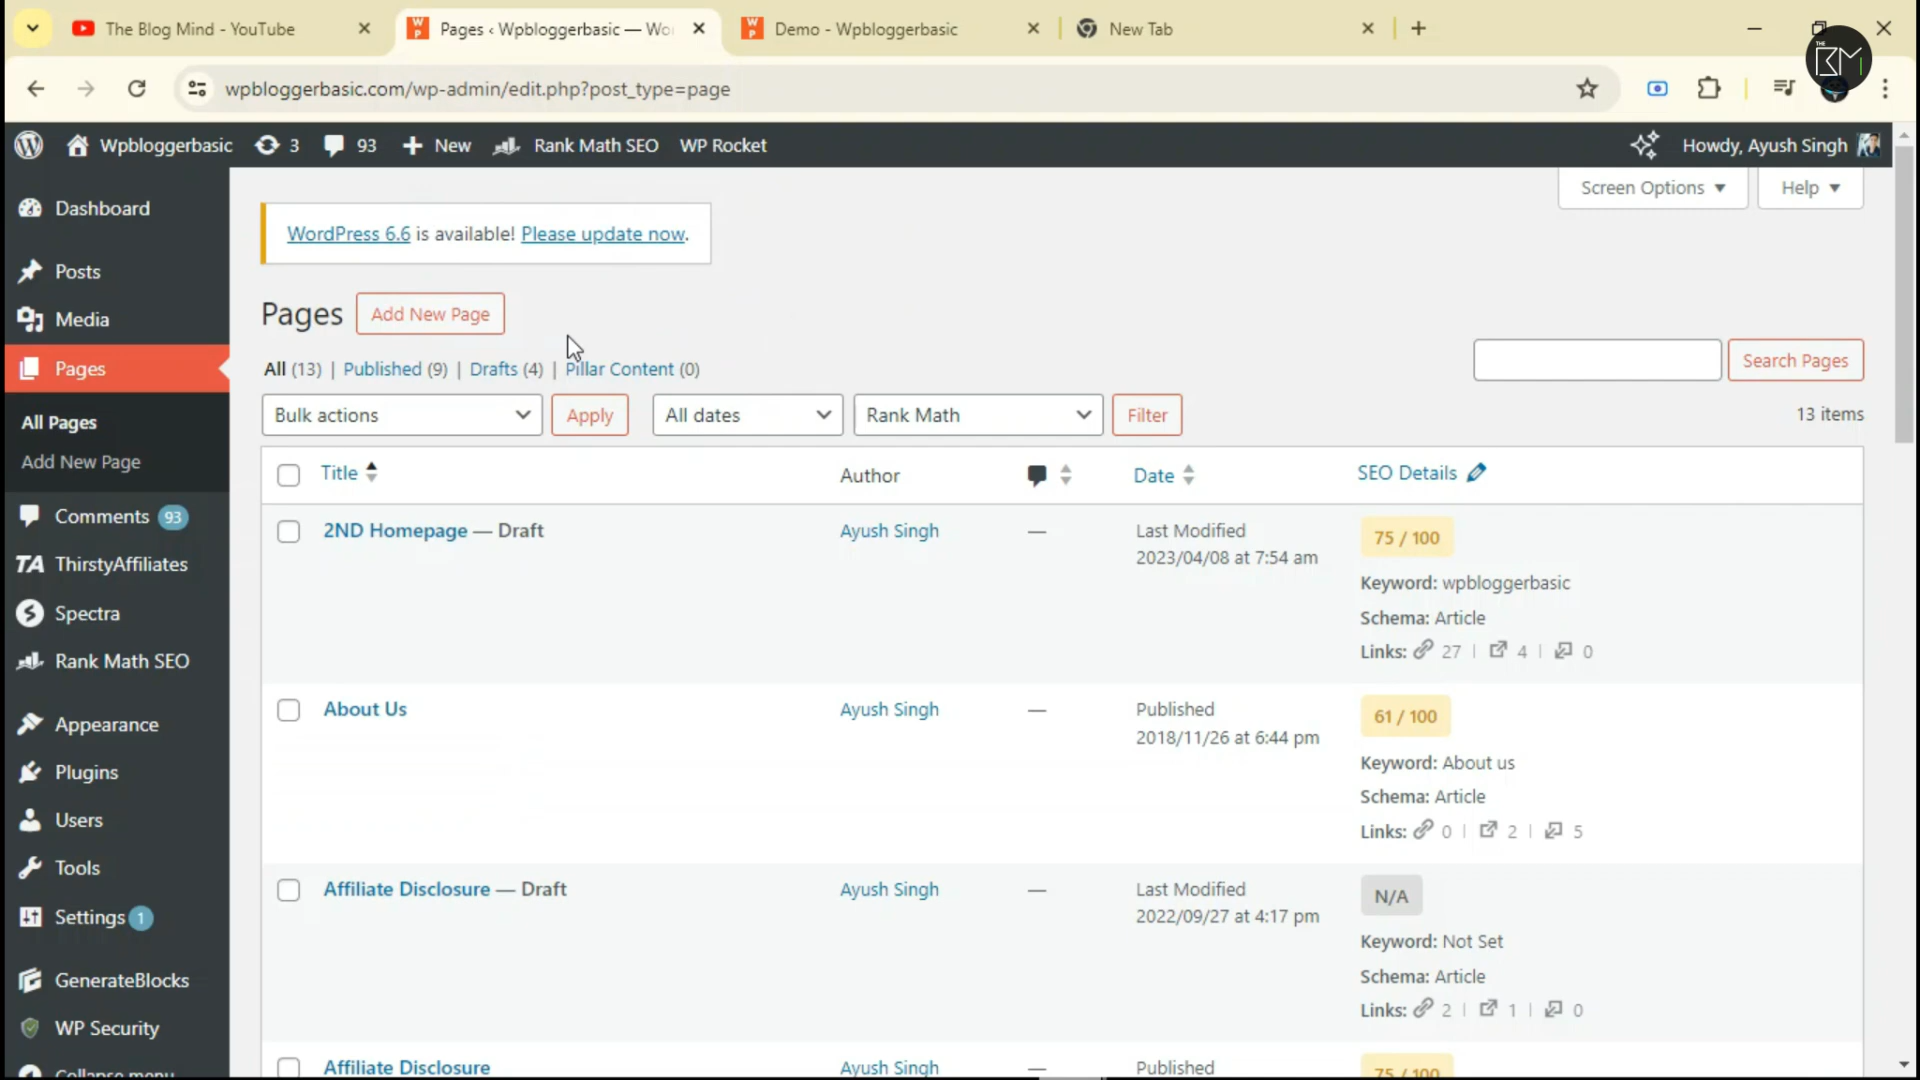 The Blog Mind - YouTube
Pages ‹ Wpbloggerbasic — Wo
Demo - Wpbloggerbasic
New Tab
THE BM
wpbloggerbasic.com/wp-admin/edit.php?post_type=page
Wpbloggerbasic 3 93 + New Rank Math SEO WP Rocket
Howdy, Ayush Singh
Screen Options
Help
Dashboard
Posts
Media
Pages
All Pages
Add New Page
Comments 93
TA ThirstyAffiliates
Spectra
Rank Math SEO
Appearance
Plugins
Users
Tools
Settings 1
GenerateBlocks
WP Security
Collapse menu
WordPress 6.6 is available! Please update now.
Pages
Add New Page
All (13) | Published (9) | Drafts (4) | Pillar Content (0)
Search Pages
Bulk actions
Apply
All dates
Rank Math
Filter
13 items
Title
Author
Date
SEO Details
2ND Homepage — Draft
Ayush Singh
—
Last Modified
2023/04/08 at 7:54 am
75 / 100
Keyword: wpbloggerbasic
Schema: Article
Links: 27 | 4 | 0
About Us
Ayush Singh
—
Published
2018/11/26 at 6:44 pm
61 / 100
Keyword: About us
Schema: Article
Links: 0 | 2 | 5
Affiliate Disclosure — Draft
Ayush Singh
—
Last Modified
2022/09/27 at 4:17 pm
N/A
Keyword: Not Set
Schema: Article
Links: 2 | 1 | 0
Affiliate Disclosure
Ayush Singh
—
Published
75 / 100